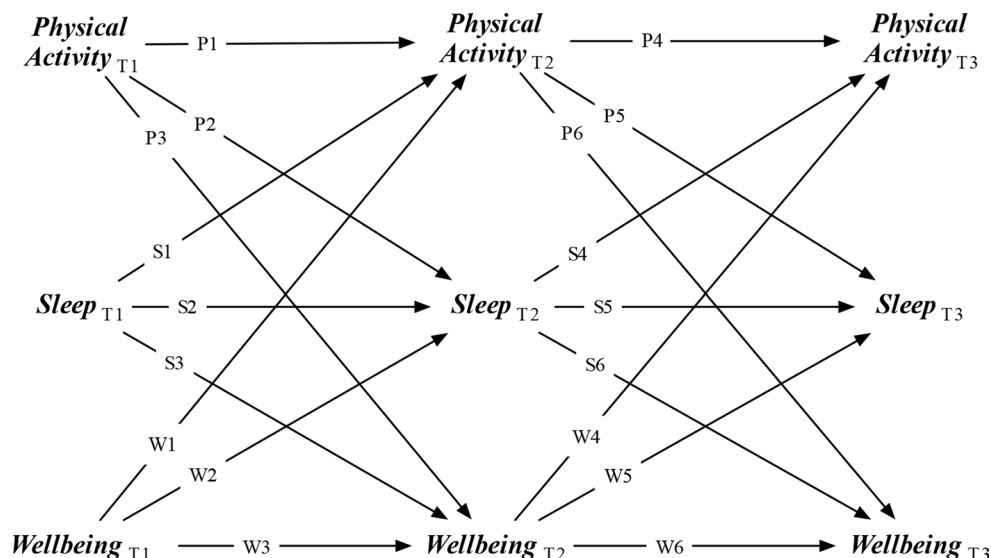 Physical
Activity T1
P1
Physical
Activity T2
P4
Physical
Activity T3
P2
P3
P5
P6
S1
S4
Sleep T1
S2
Sleep T2
S5
Sleep T3
S3
S6
W1
W4
W2
W5
Wellbeing T1
W3
Wellbeing T2
W6
Wellbeing T3